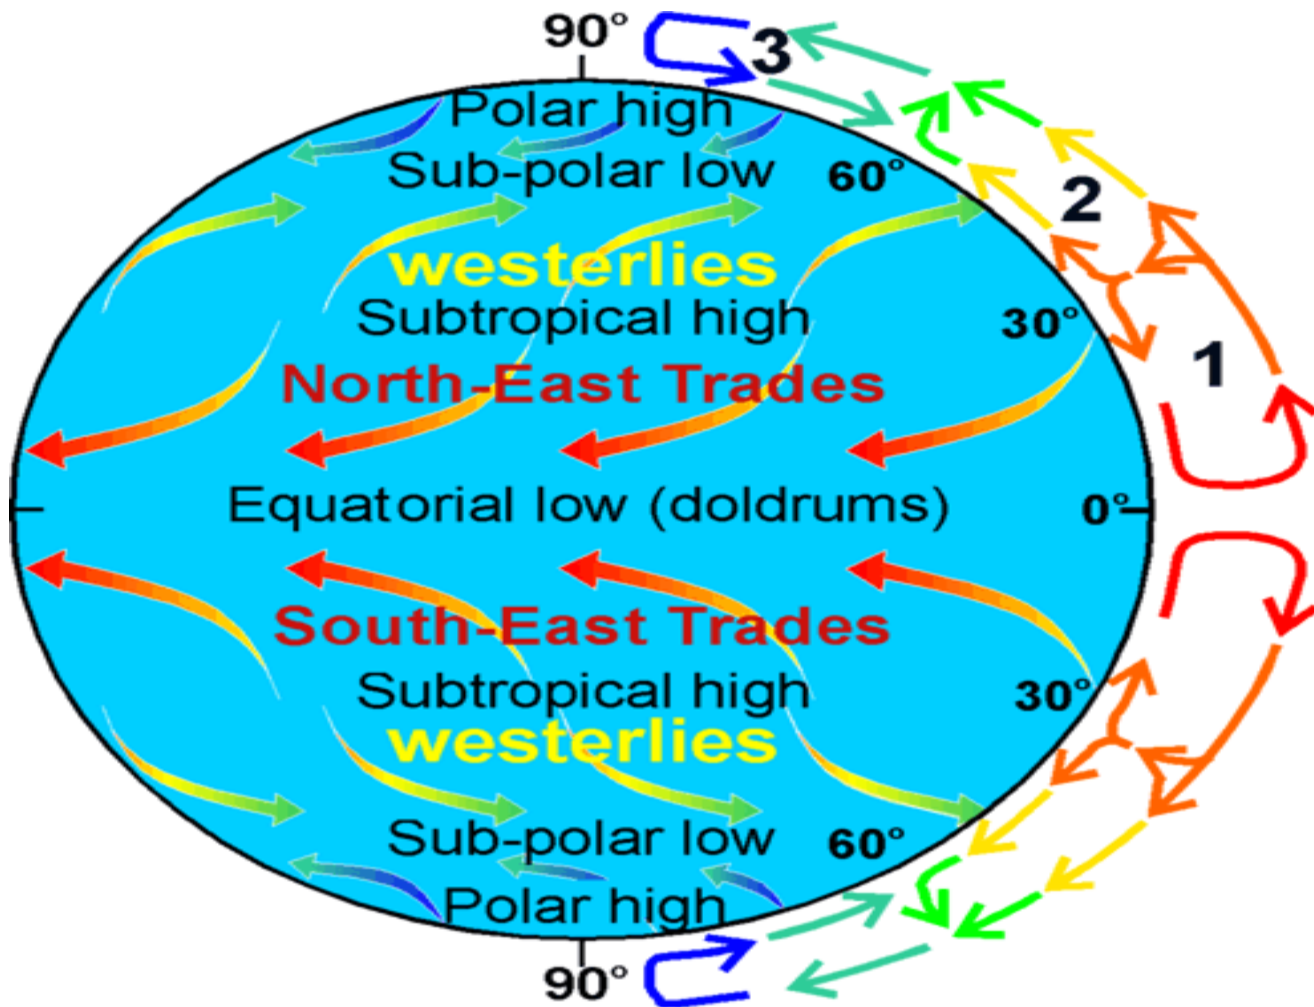 90°
3
Polar high
Sub-polar low
60°
2
westerlies
Subtropical high
30°
1
North-East Trades
Equatorial low (doldrums)
0°
South-East Trades
Subtropical high
30°
westerlies
Sub-polar low
60°
Polar high
90°